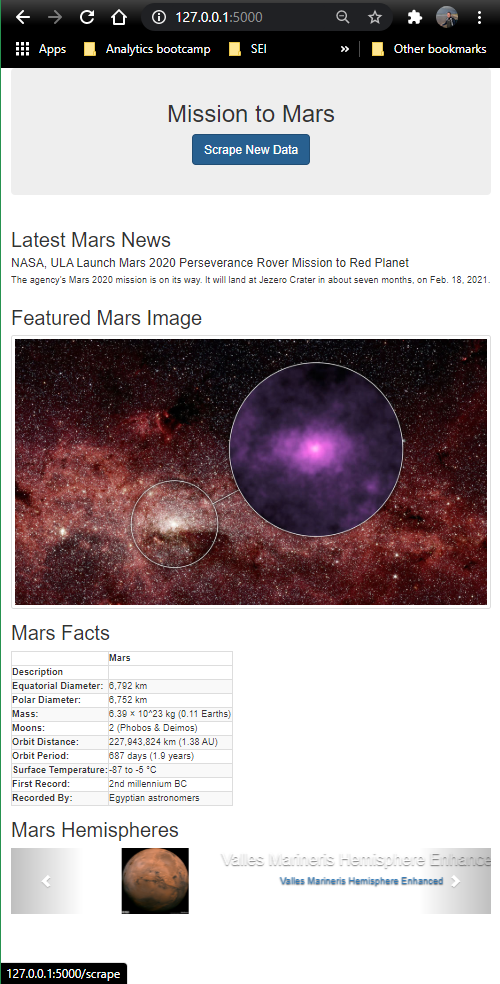 127.0.0.1:5000
Apps Analytics bootcamp SEI » Other bookmarks
Mission to Mars
Scrape New Data
Latest Mars News
NASA, ULA Launch Mars 2020 Perseverance Rover Mission to Red Planet
The agency's Mars 2020 mission is on its way. It will land at Jezero Crater in about seven months, on Feb. 18, 2021.
Featured Mars Image
Mars Facts
Mars
Description
Equatorial Diameter: 6,792 km
Polar Diameter: 6,752 km
Mass: 6.39 × 10^23 kg (0.11 Earths)
Moons: 2 (Phobos & Deimos)
Orbit Distance: 227,943,824 km (1.38 AU)
Orbit Period: 687 days (1.9 years)
Surface Temperature: -87 to -5 °C
First Record: 2nd millennium BC
Recorded By: Egyptian astronomers
Mars Hemispheres
Valles Marineris Hemisphere Enhance
Valles Marineris Hemisphere Enhanced
127.0.0.1:5000/scrape